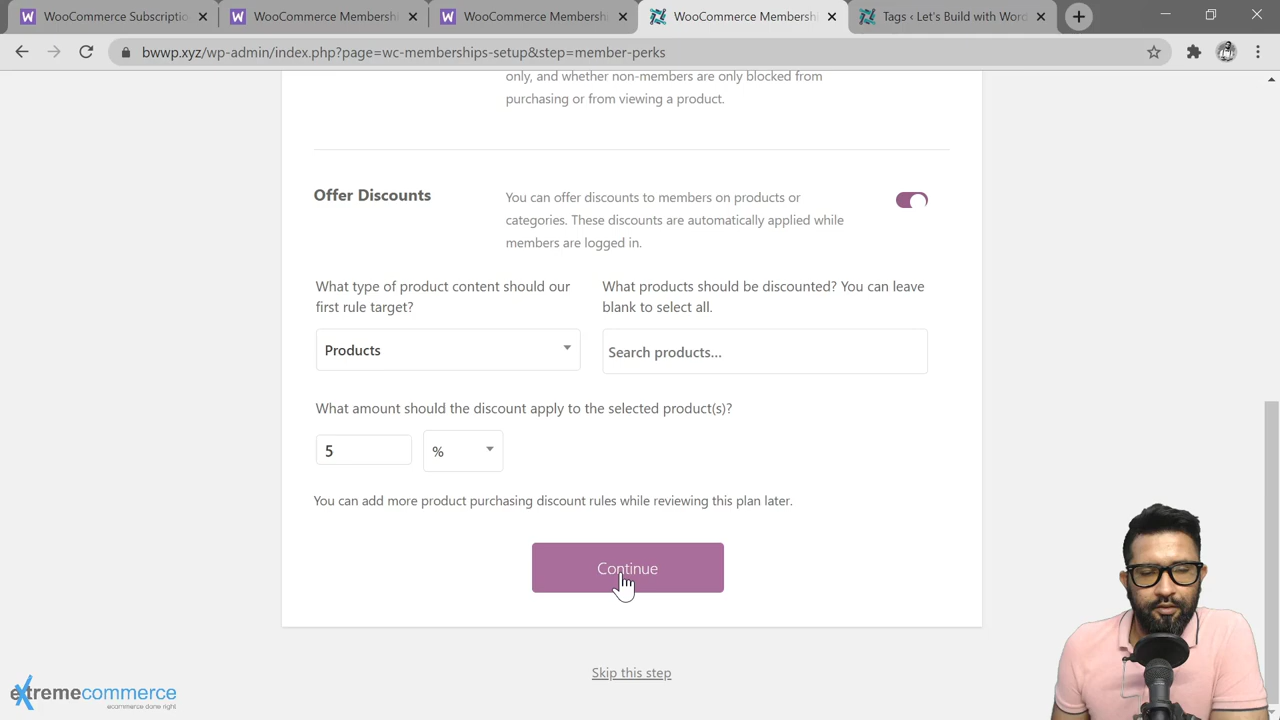 WooCommerce Subscriptio
WooCommerce Membership
WooCommerce Membership
WooCommerce Membersh
Tags ‹ Let's Build with Word
bwwp.xyz/wp-admin/index.php?page=wc-memberships-setup&step=member-perks
only, and whether non-members are only blocked from
purchasing or from viewing a product.
Offer Discounts
You can offer discounts to members on products or
categories. These discounts are automatically applied while
members are logged in.
What type of product content should our
first rule target?
What products should be discounted? You can leave
blank to select all.
Products
Search products...
What amount should the discount apply to the selected product(s)?
5
%
You can add more product purchasing discount rules while reviewing this plan later.
Continue
Skip this step
extremecommerce
ecommerce done right